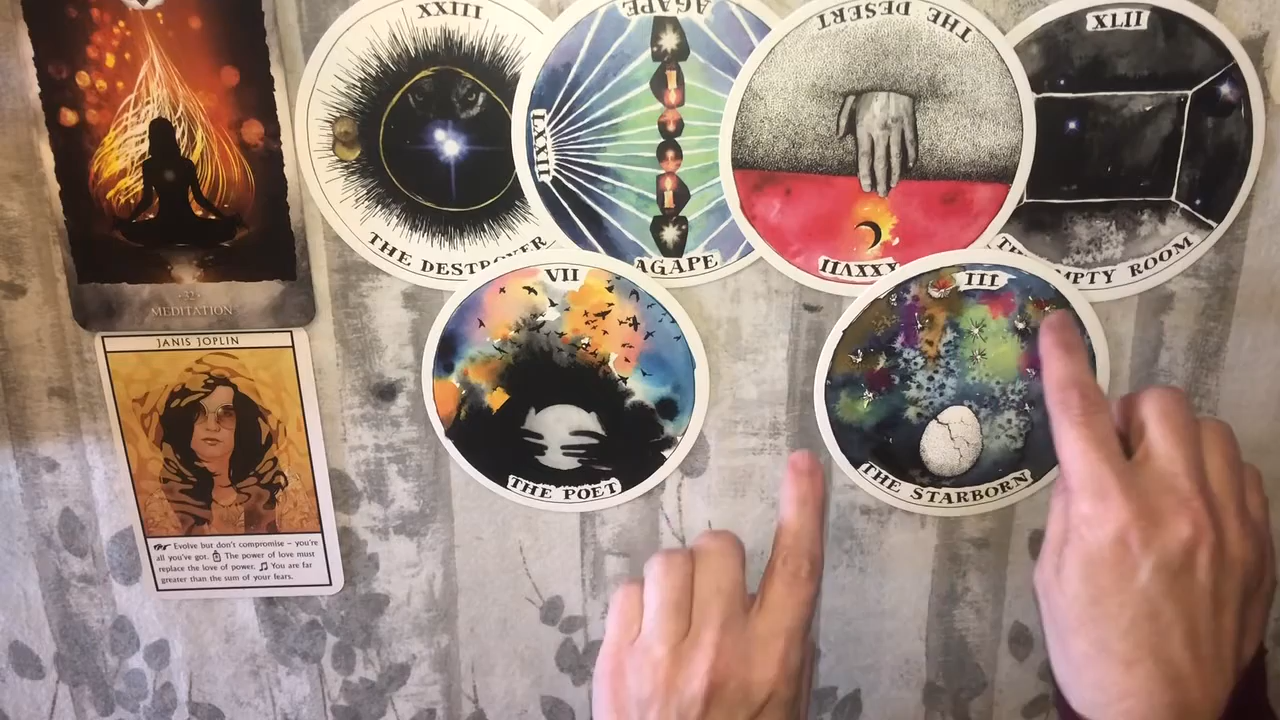 32
MEDITATION
THE DESTROYER
AGAPE
LXXII
AGAPE
THE DESERT
XXXVII
XLII
EMPTY ROOM
VII
THE POET
III
THE STARBORN
JANIS JOPLIN
Evolve but don't compromise – you're
all you've got. The power of love must
replace the love of power. You are far
greater than the sum of your fears.